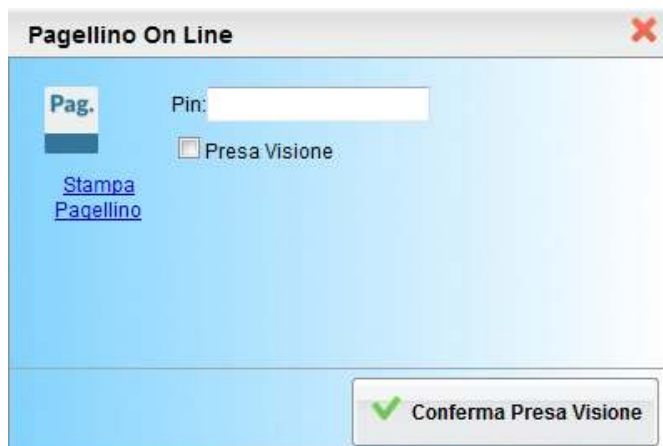 Pagellino On Line
Pag.
Pin:
Presa Visione
Stampa
Pagellino
Conferma Presa Visione